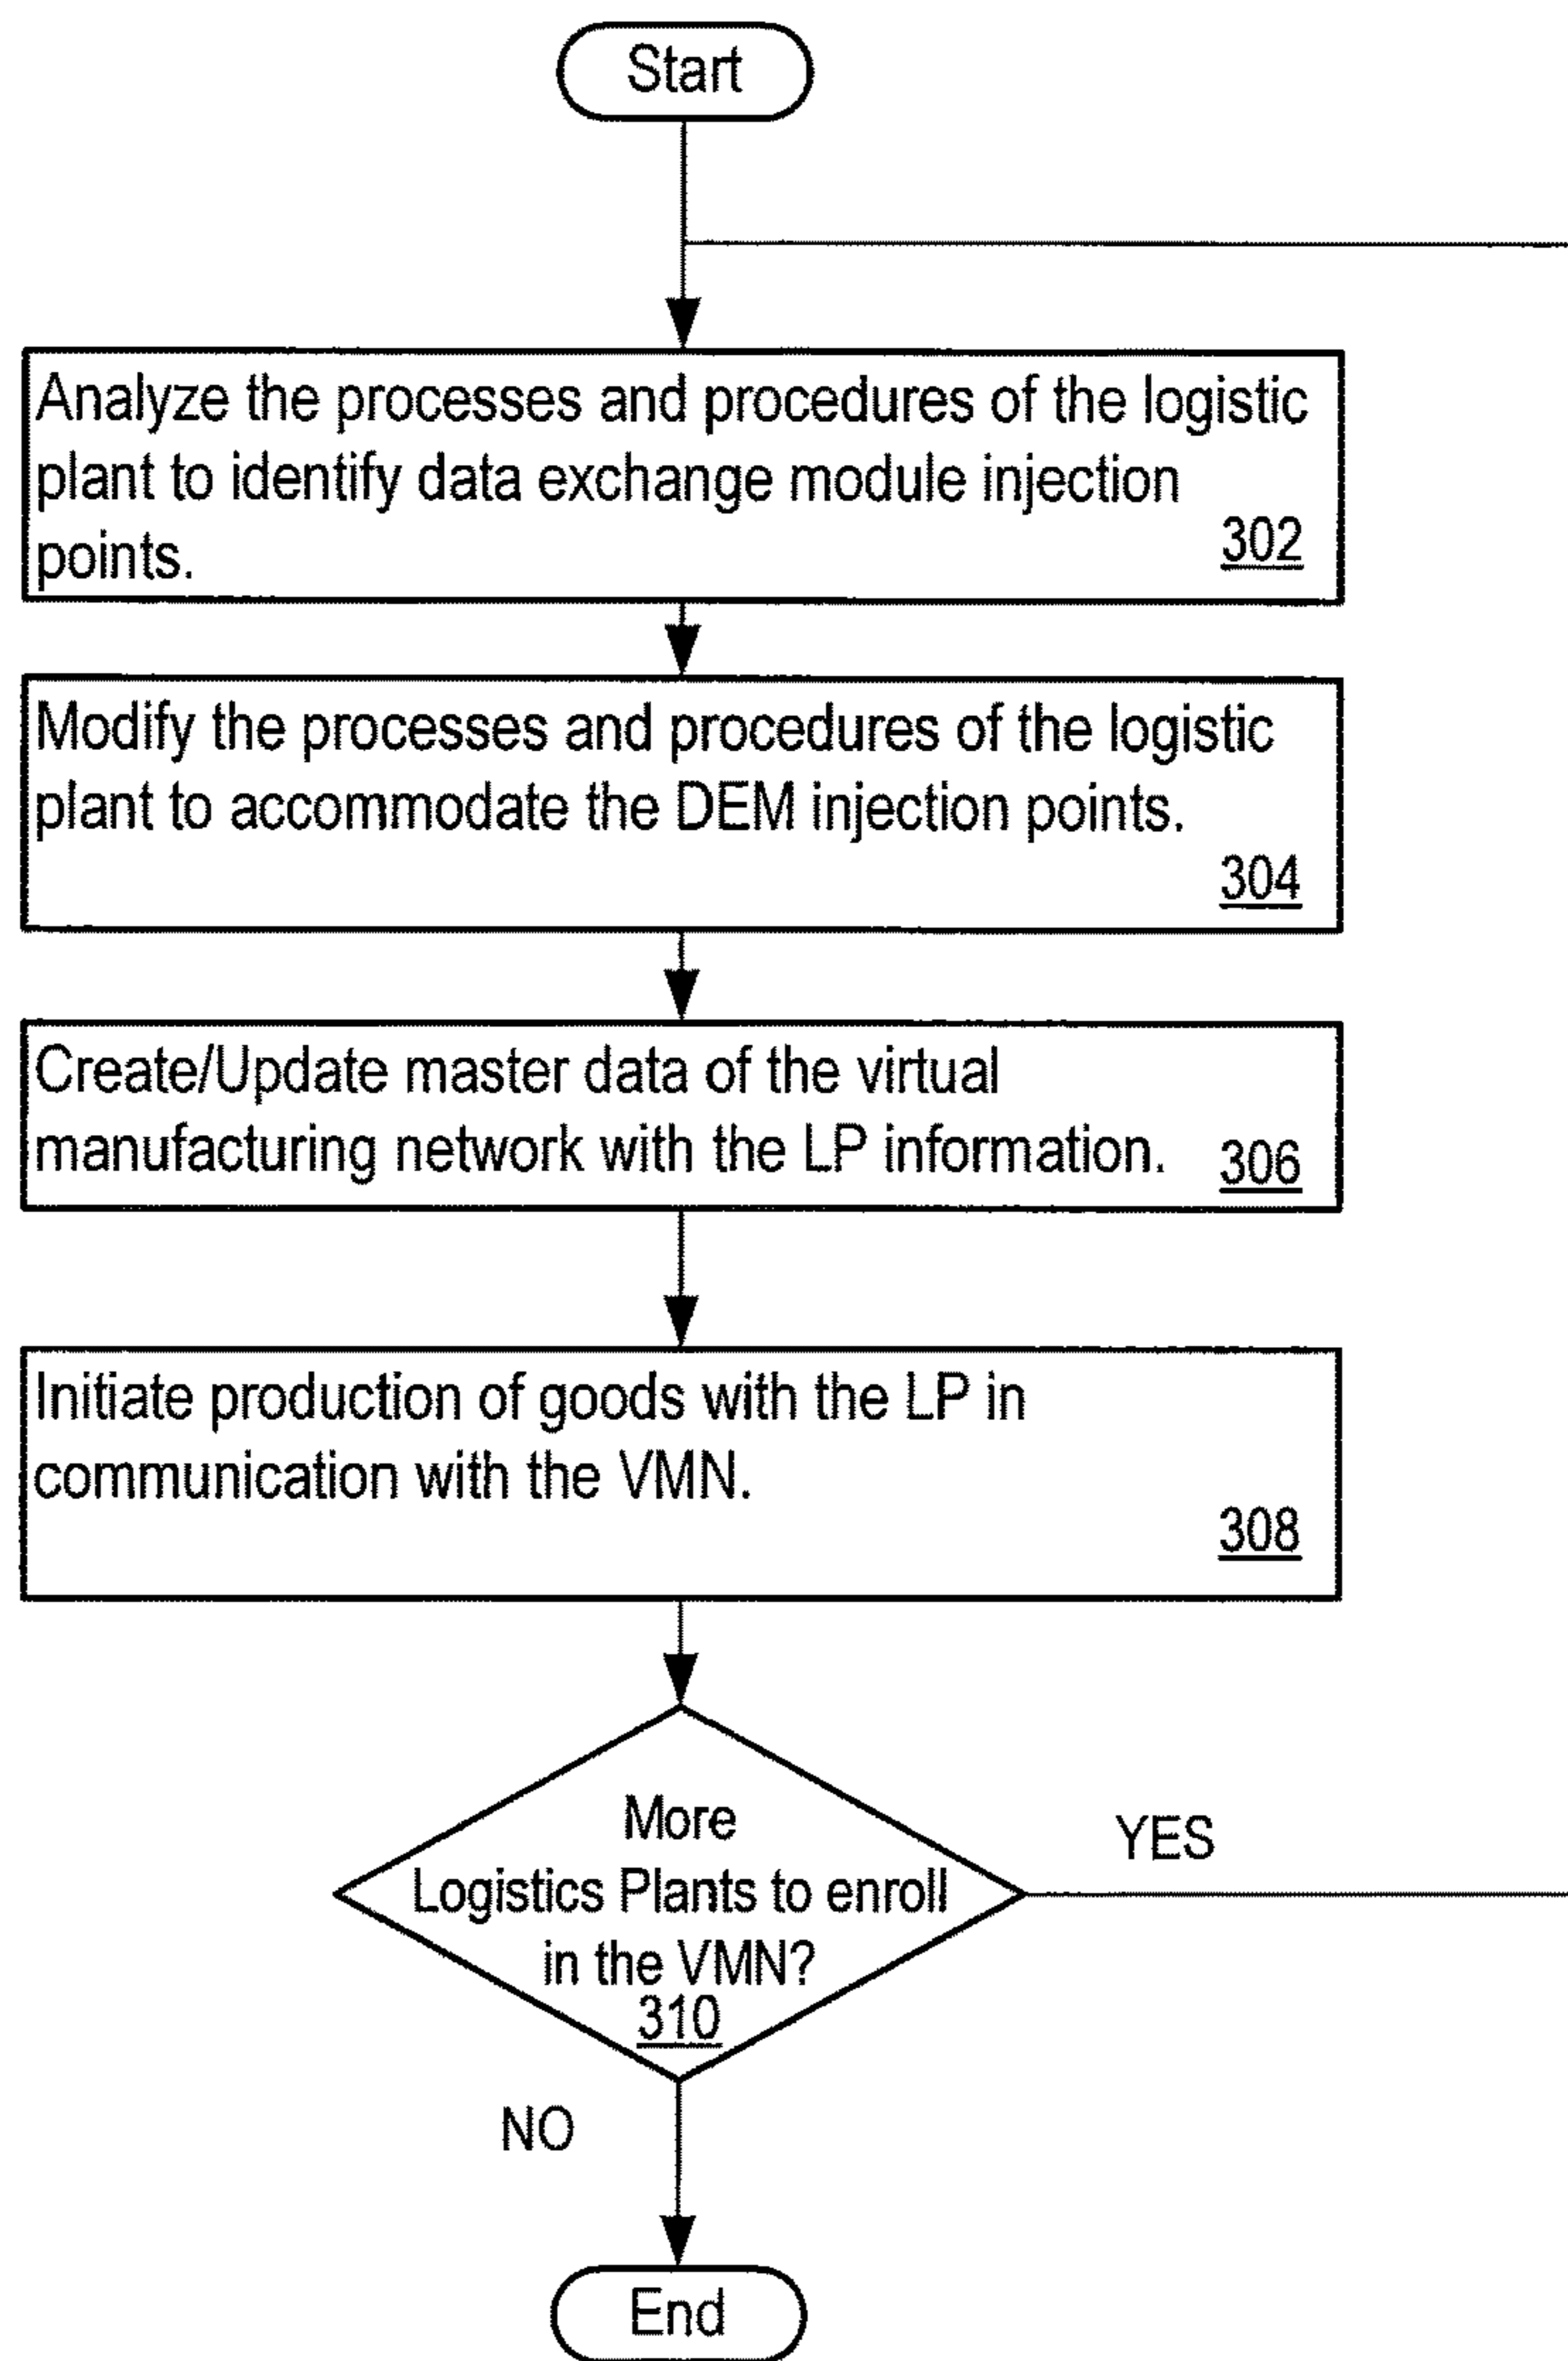 Start
Analyze the processes and procedures of the logistic
plant to identify data exchange module injection
points.
302
Modify the processes and procedures of the logistic
plant to accommodate the DEM injection points.
304
Create/Update master data of the virtual
manufacturing network with the LP information.
306
Initiate production of goods with the LP in
communication with the VMN.
308
More
Logistics Plants to enroll
in the VMN?
310
YES
NO
End